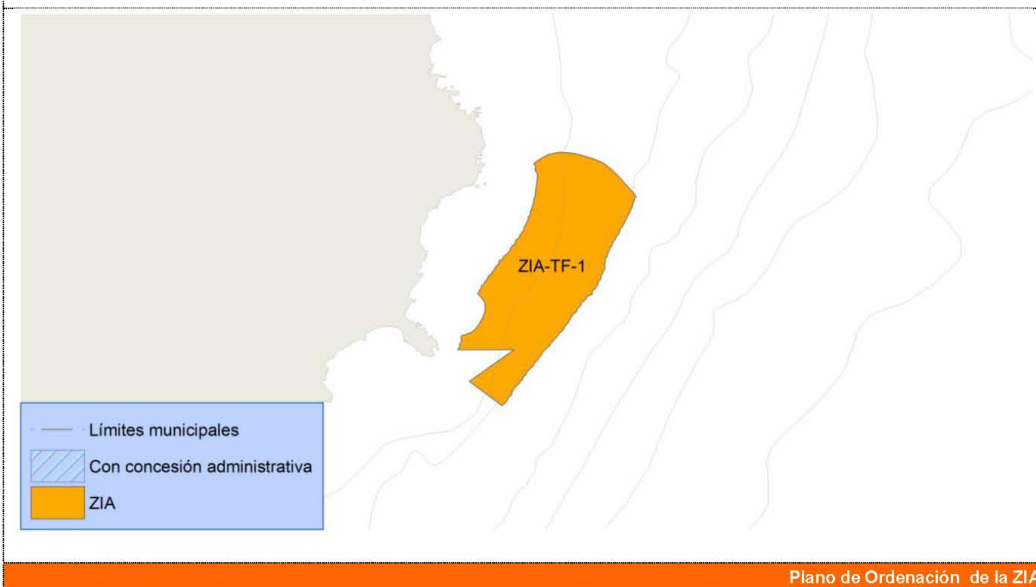 ZIA-TF-1
Límites municipales
Con concesión administrativa
ZIA
Plano de Ordenación de la ZIA